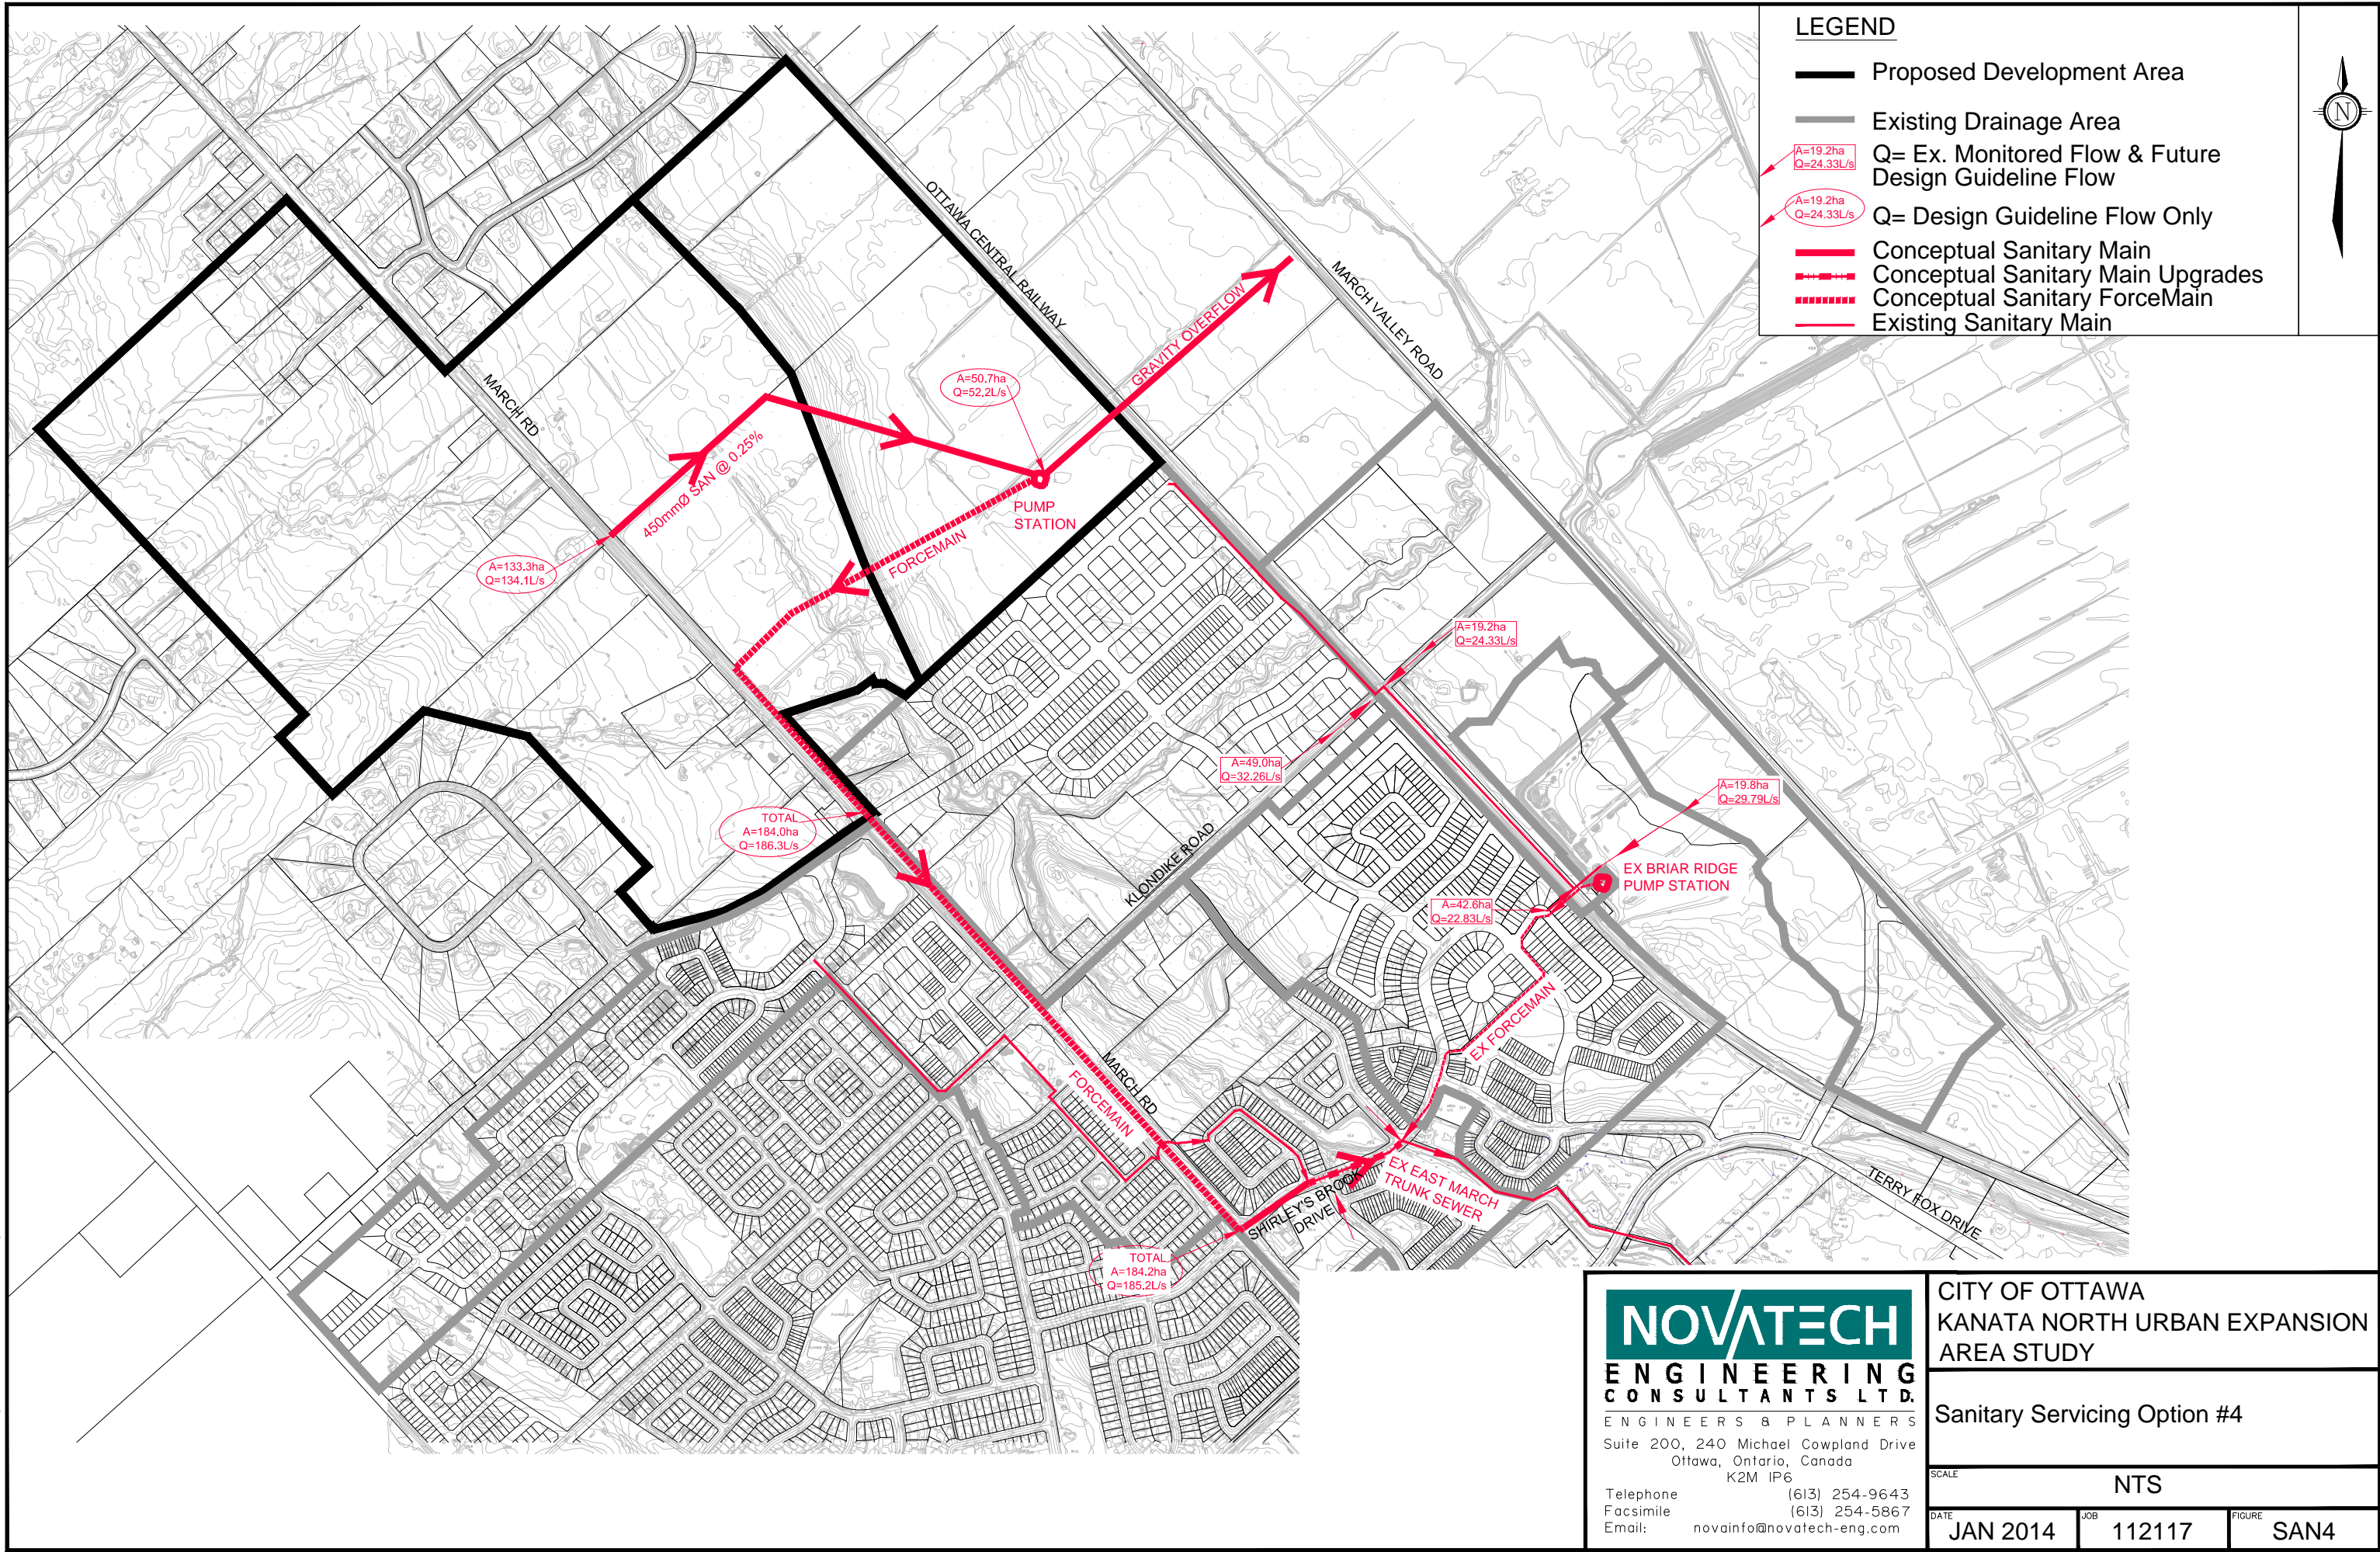 LEGEND
Proposed Development Area
Existing Drainage Area
A=19.2ha
Q=24.33L/s
Q= Ex. Monitored Flow & Future
Design Guideline Flow
A=19.2ha
Q=24.33L/s
Q= Design Guideline Flow Only
Conceptual Sanitary Main
Conceptual Sanitary Main Upgrades
Conceptual Sanitary ForceMain
Existing Sanitary Main
N
OTTAWA CENTRAL RAILWAY
MARCH VALLEY ROAD
GRAVITY OVERFLOW
MARCH RD
A=50.7ha
Q=52.2L/s
450mmØ SAN @ 0.25%
PUMP
STATION
FORCEMAIN
A=133.3ha
Q=134.1L/s
A=19.2ha
Q=24.33L/s
A=49.0ha
Q=32.26L/s
A=19.8ha
Q=29.79L/s
TOTAL
A=184.0ha
Q=186.3L/s
KLONDIKE ROAD
EX BRIAR RIDGE
PUMP STATION
A=42.6ha
Q=22.83L/s
EX FORCEMAIN
MARCH RD
FORCEMAIN
EX EAST MARCH
TRUNK SEWER
SHIRLEY'S BROOK
DRIVE
TERRY FOX DRIVE
TOTAL
A=184.2ha
Q=185.2L/s
NOVATECH
ENGINEERING
CONSULTANTS LTD.
ENGINEERS & PLANNERS
Suite 200, 240 Michael Cowpland Drive
Ottawa, Ontario, Canada
K2M 1P6
Telephone (613) 254-9643
Facsimile (613) 254-5867
Email: novainfo@novatech-eng.com
CITY OF OTTAWA
KANATA NORTH URBAN EXPANSION
AREA STUDY
Sanitary Servicing Option #4
SCALE NTS
DATE JAN 2014 JOB 112117 FIGURE SAN4